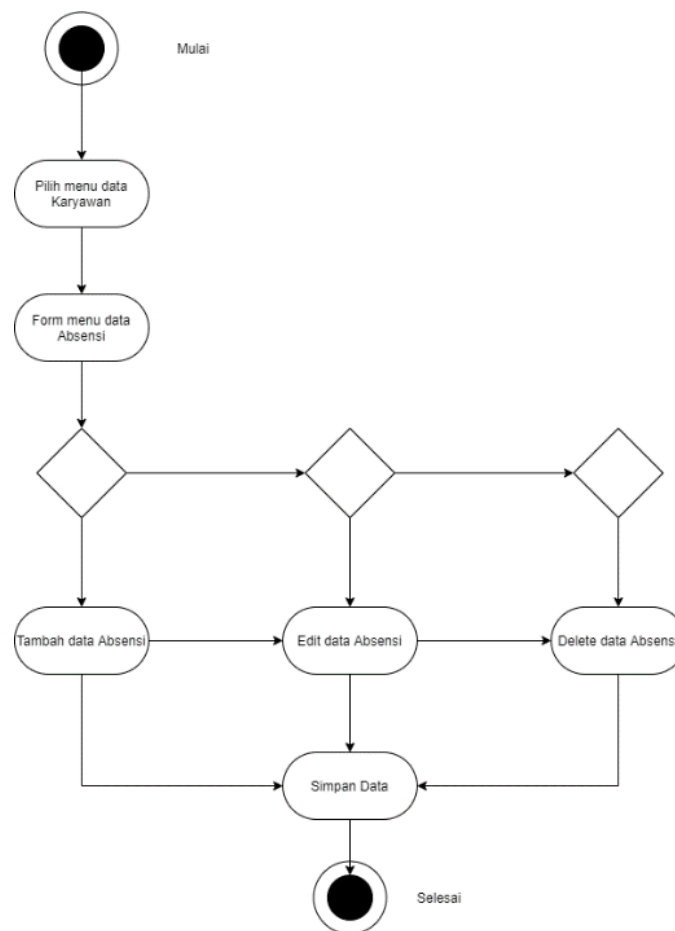 Mulai
Pilih menu data
Karyawan
Form menu data
Absensi
Tambah data Absensi
Edit data Absensi
Delete data Absensi
Simpan Data
Selesai